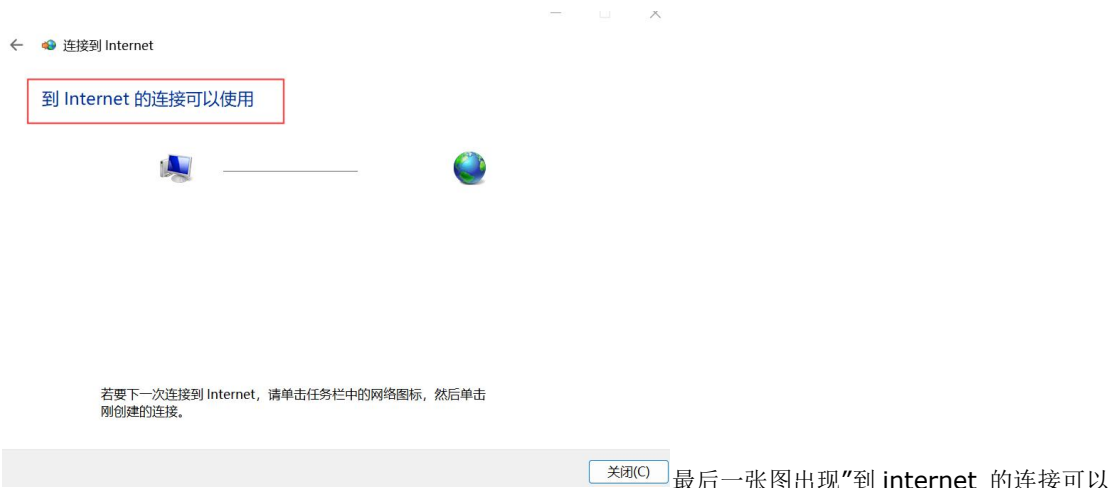 连接到 Internet
到 Internet 的连接可以使用
若要下一次连接到 Internet，请单击任务栏中的网络图标，然后单击
刚创建的连接。
关闭(C)
最后一张图出现”到 internet 的连接可以